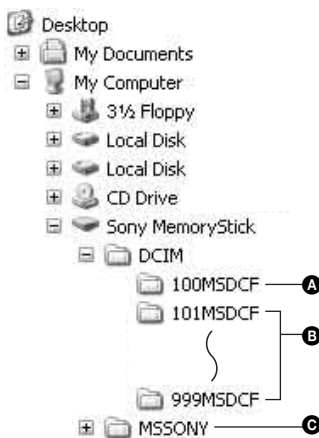 Desktop
My Documents
My Computer
3½ Floppy
Local Disk
Local Disk
CD Drive
Sony MemoryStick
DCIM
100MSDCF A
101MSDCF
B
999MSDCF
MSSONY C